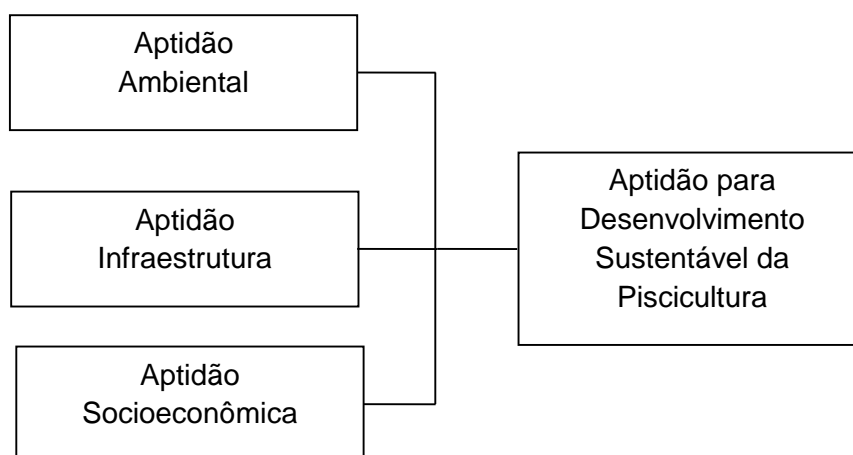 Aptidão
Ambiental
Aptidão
Infraestrutura
Aptidão
Socioeconômica
Aptidão para
Desenvolvimento
Sustentável da
Piscicultura